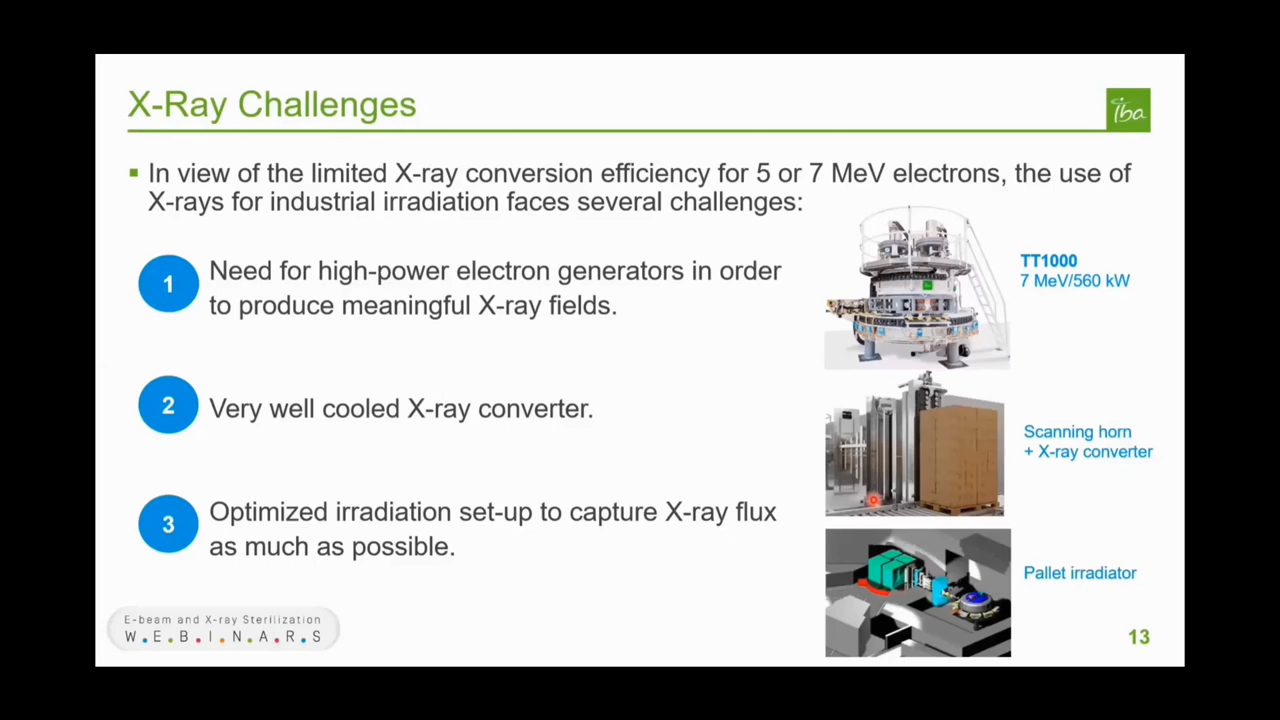 X-Ray Challenges
iba
In view of the limited X-ray conversion efficiency for 5 or 7 MeV electrons, the use of
X-rays for industrial irradiation faces several challenges:
1
Need for high-power electron generators in order
to produce meaningful X-ray fields.
TT1000
7 MeV/560 kW
2
Very well cooled X-ray converter.
Scanning horn
+ X-ray converter
3
Optimized irradiation set-up to capture X-ray flux
as much as possible.
Pallet irradiator
E-beam and X-ray Sterilization
W.E.B.I.N.A.R.S
13